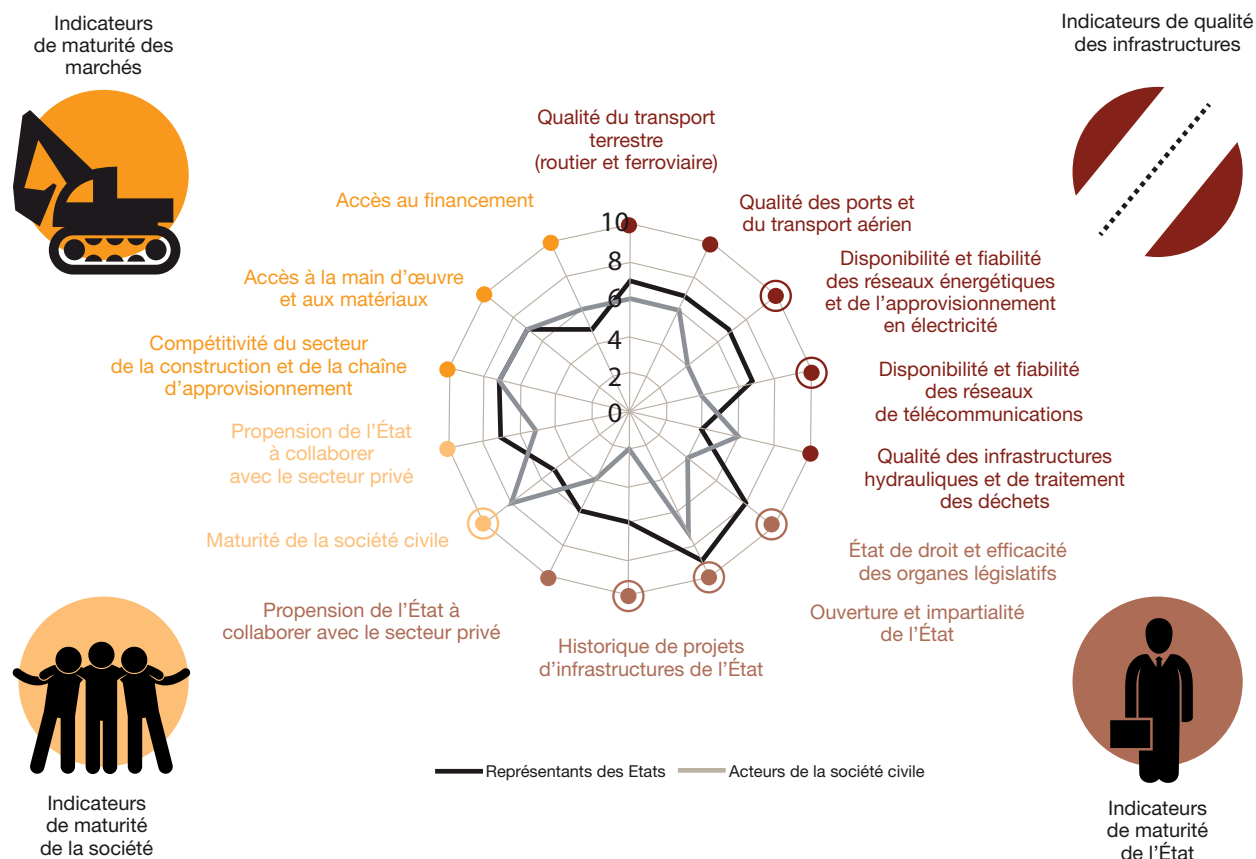 Indicateurs
de maturité des
marchés
Indicateurs de qualité
des infrastructures
Qualité du transport
terrestre
(routier et ferroviaire)
Accès au financement
Qualité des ports et
du transport aérien
Accès à la main d’œuvre
et aux matériaux
Disponibilité et fiabilité
des réseaux énergétiques
et de l’approvisionnement
en électricité
Compétitivité du secteur
de la construction et de la chaîne
d’approvisionnement
Disponibilité et fiabilité
des réseaux
de télécommunications
Propension de l’État
à collaborer
avec le secteur privé
Qualité des infrastructures
hydrauliques et de traitement
des déchets
Maturité de la société civile
État de droit et efficacité
des organes législatifs
Propension de l’État à
collaborer avec le secteur privé
Ouverture et impartialité
de l’État
Historique de projets
d’infrastructures de l’État
10
8
6
4
2
0
Représentants des Etats
Acteurs de la société civile
Indicateurs
de maturité
de la société
Indicateurs
de maturité
de l’État